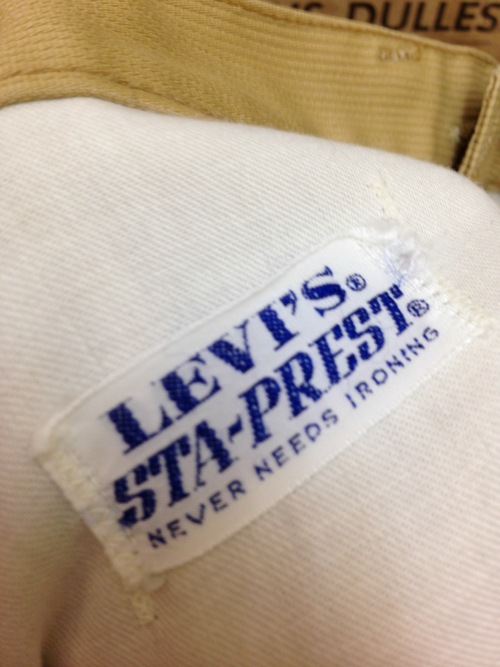 DULLES
LEVI'S®
STA-PREST®
NEVER NEEDS IRONING